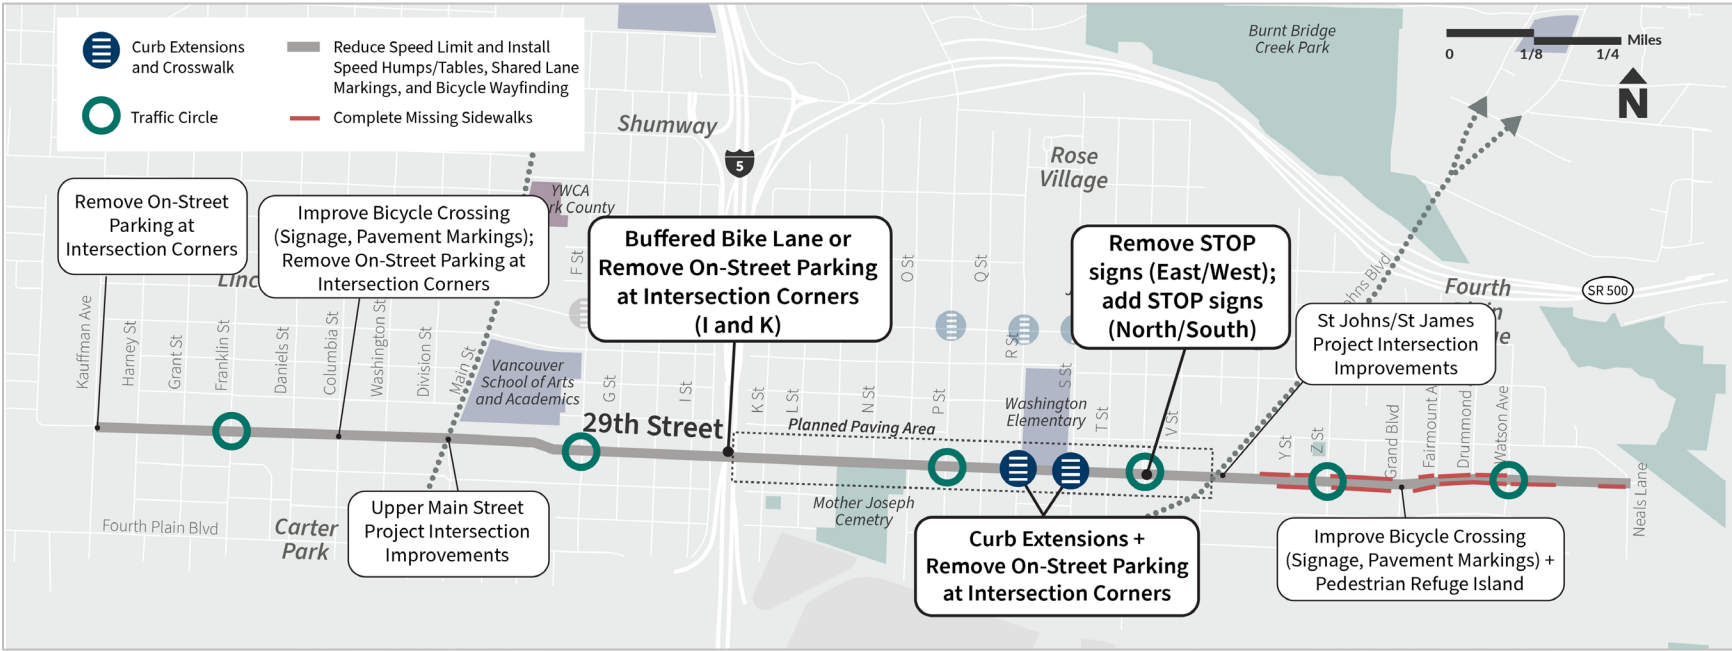 Curb Extensions
and Crosswalk
Traffic Circle
Reduce Speed Limit and Install
Speed Humps/Tables, Shared Lane
Markings, and Bicycle Wayfinding
Complete Missing Sidewalks
Burnt Bridge
Creek Park
0
1/8
1/4
Miles
N
Shumway
5
Rose
Village
YWCA
rk County
Remove On-Street
Parking at
Intersection Corners
Improve Bicycle Crossing
(Signage, Pavement Markings);
Remove On-Street Parking at
Intersection Corners
Buffered Bike Lane or
Remove On-Street Parking
at Intersection Corners
(I and K)
Remove STOP
signs (East/West);
add STOP signs
(North/South)
St Johns/St James
Project Intersection
Improvements
Linc
Fourth
SR 500
ohns Blvd
F St
O St
Q St
Kauffman Ave
Harney St
Grant St
Franklin St
Daniels St
Columbia St
Washington St
Division St
Main St
Vancouver
School of Arts
and Academics
G St
I St
K St
L St
N St
P St
R St
S St
T St
V St
Y St
Z St
Grand Blvd
Fairmount A
Drummond
Watson Ave
Neals Lane
29th Street
Planned Paving Area
Washington
Elementary
Mother Joseph
Cemetry
Fourth Plain Blvd
Carter
Park
Upper Main Street
Project Intersection
Improvements
Curb Extensions +
Remove On-Street Parking
at Intersection Corners
Improve Bicycle Crossing
(Signage, Pavement Markings) +
Pedestrian Refuge Island